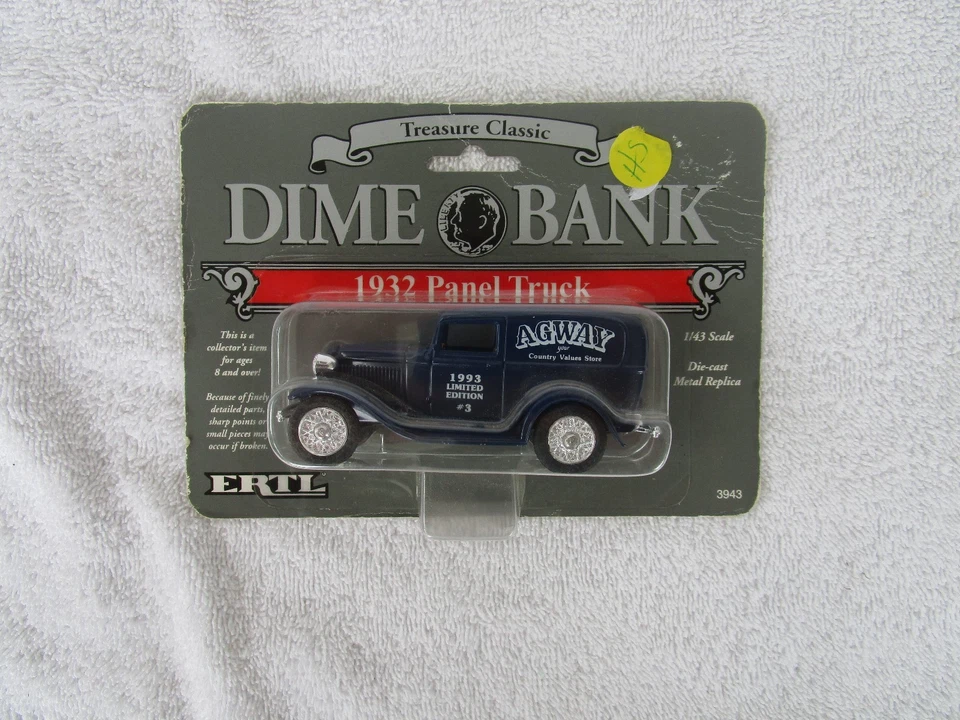 Treasure Classic
DIME BANK
LIBERTY
1932 Panel Truck
This is a
collector's item
for ages
8 and over!
Because of finely
detailed parts,
sharp points or
small pieces may
occur if broken.
AGWAY
your
Country Values Store
1993
LIMITED
EDITION
#3
1/43 Scale
Die-cast
Metal Replica
ERTL
3943